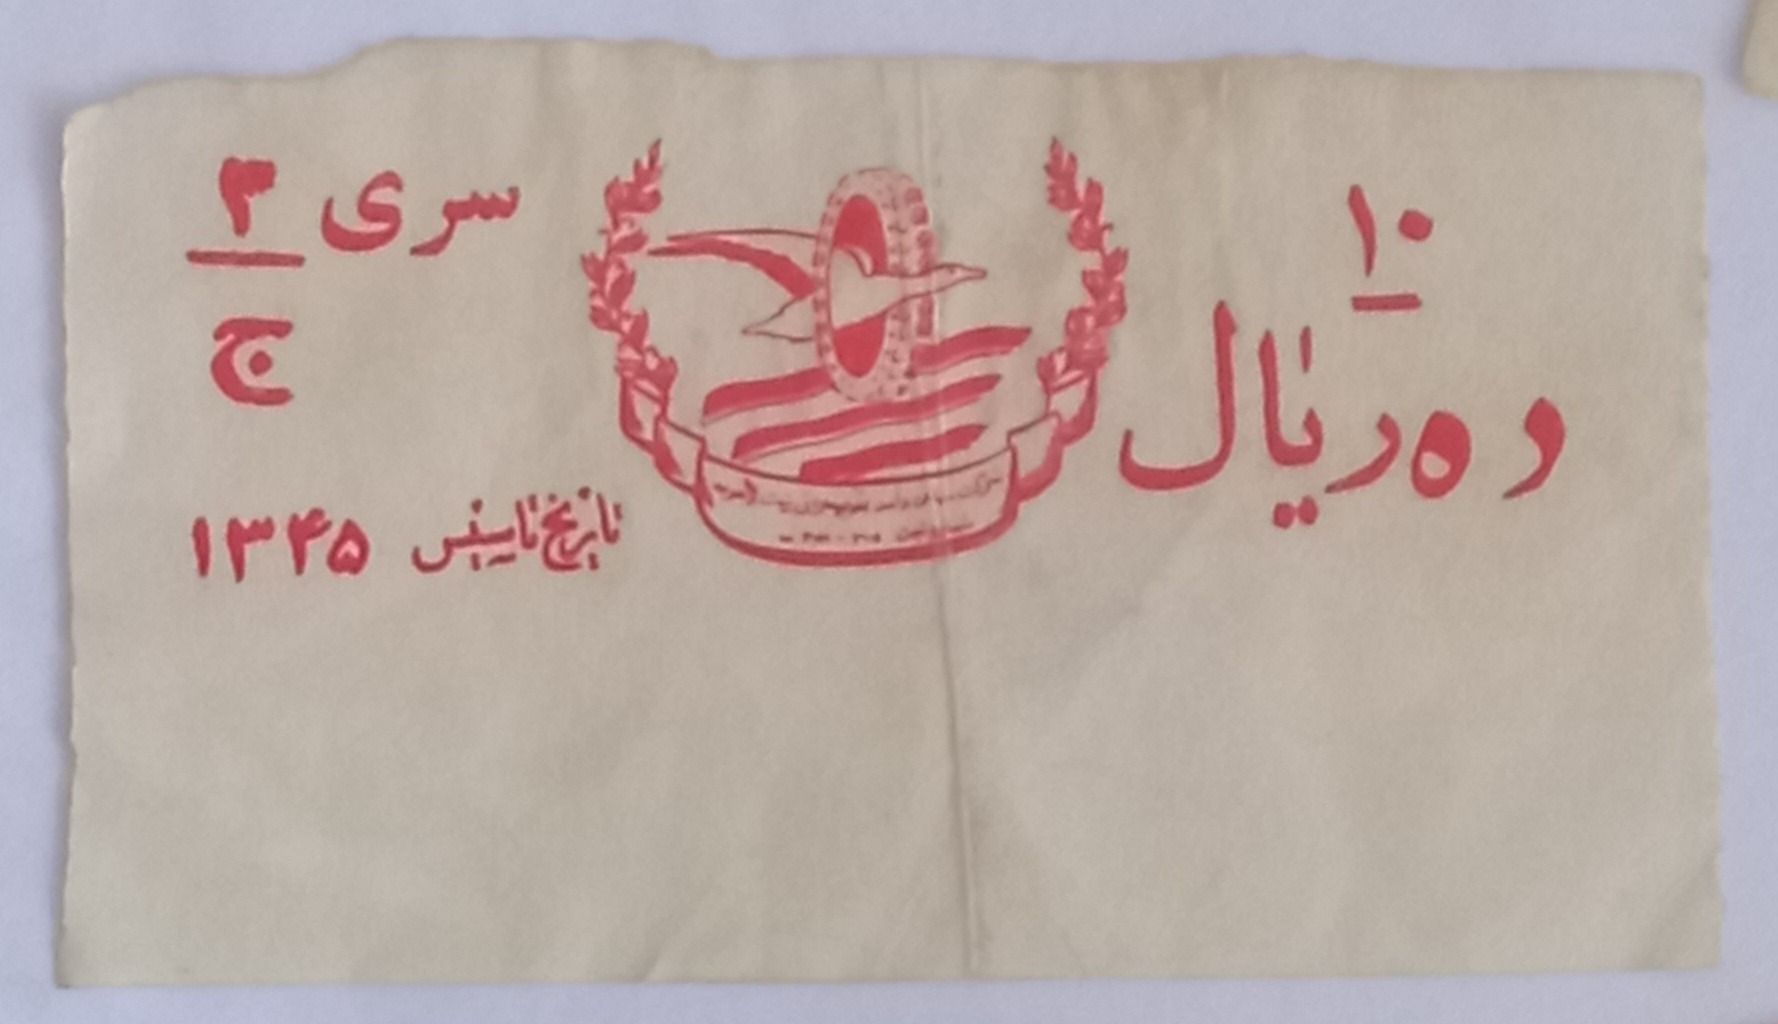 ۱۰
ده ریال
سری ۳
ج
تاریخ تاسیس ۱۳۴۵